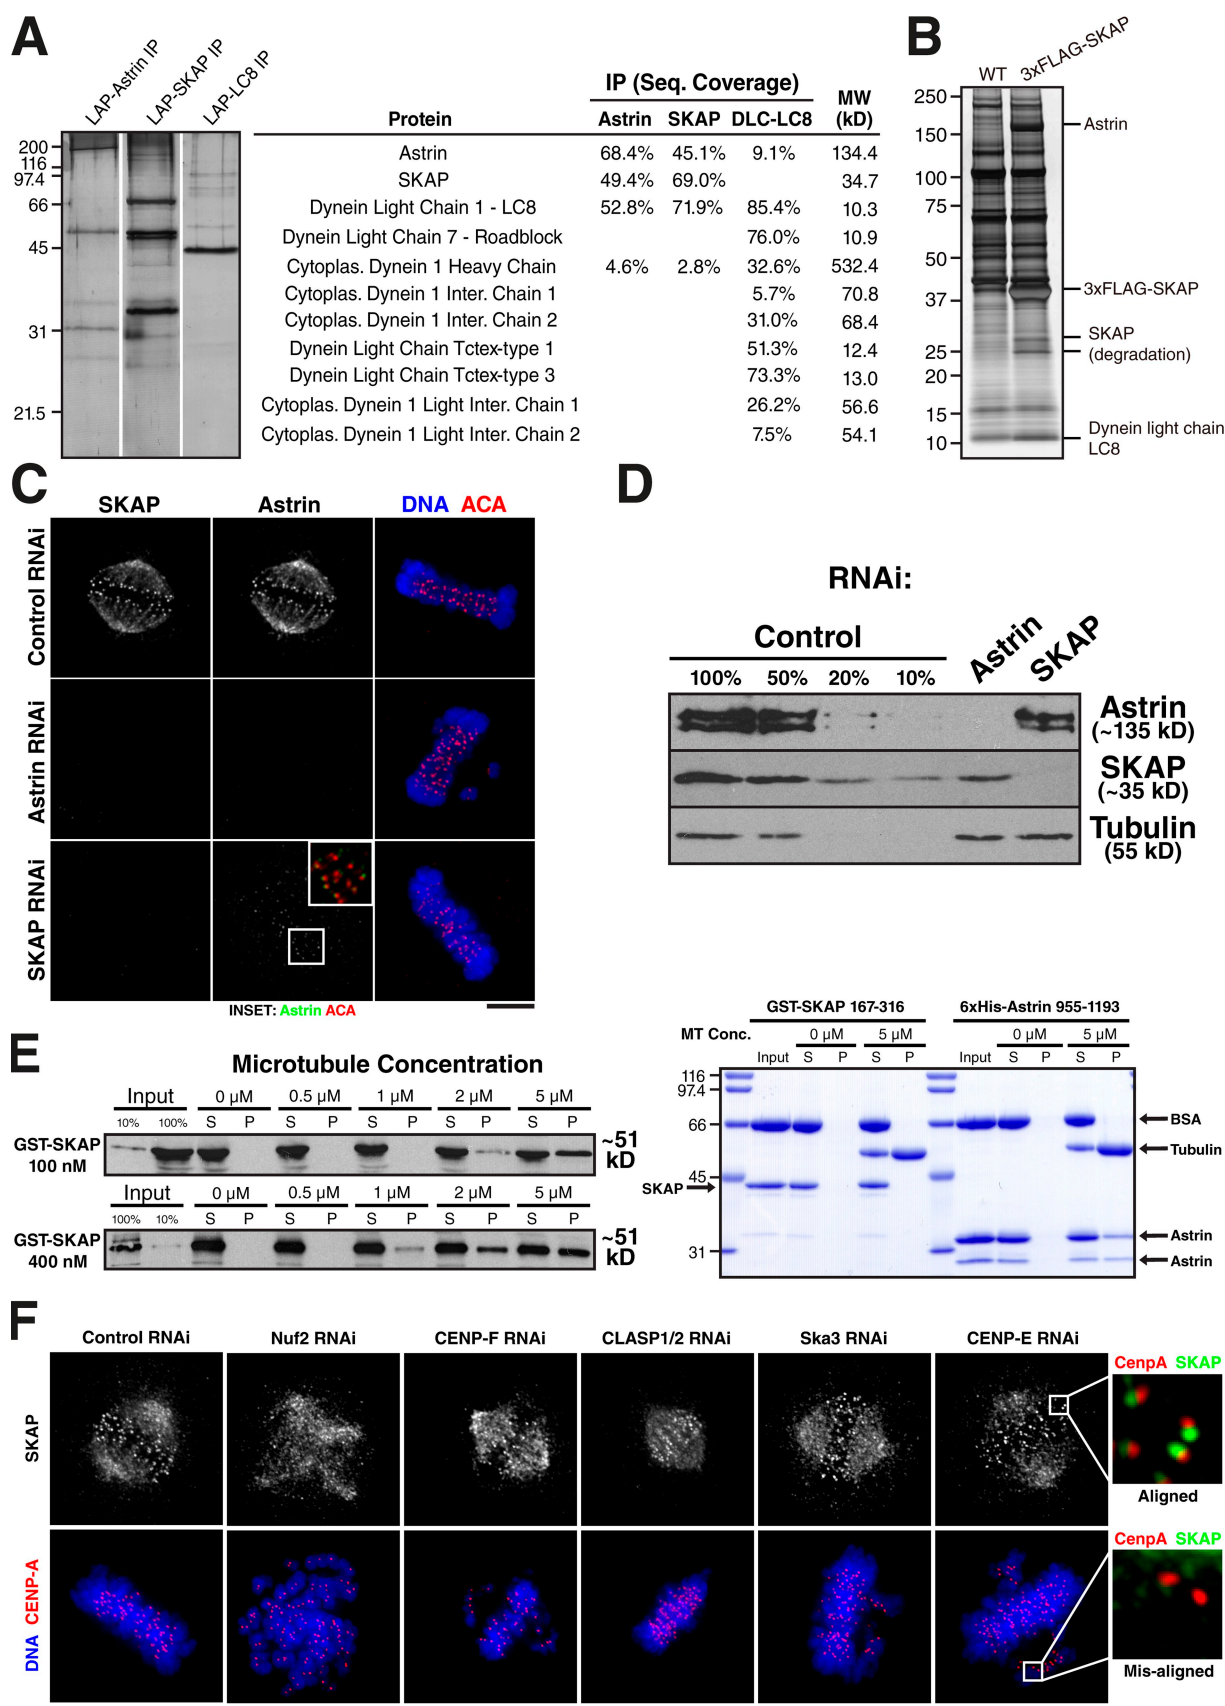 A
LAP-Astrin IP
LAP-SKAP IP
LAP-LC8 IP
200
116
97.4
66
45
31
21.5
IP (Seq. Coverage)
Protein Astrin SKAP DLC-LC8 MW (kD)
Astrin 68.4% 45.1% 9.1% 134.4
SKAP 49.4% 69.0% 34.7
Dynein Light Chain 1 - LC8 52.8% 71.9% 85.4% 10.3
Dynein Light Chain 7 - Roadblock 76.0% 10.9
Cytoplas. Dynein 1 Heavy Chain 4.6% 2.8% 32.6% 532.4
Cytoplas. Dynein 1 Inter. Chain 1 5.7% 70.8
Cytoplas. Dynein 1 Inter. Chain 2 31.0% 68.4
Dynein Light Chain Tctex-type 1 51.3% 12.4
Dynein Light Chain Tctex-type 3 73.3% 13.0
Cytoplas. Dynein 1 Light Inter. Chain 1 26.2% 56.6
Cytoplas. Dynein 1 Light Inter. Chain 2 7.5% 54.1
B
WT 3xFLAG-SKAP
250
150
100
75
50
37
25
20
15
10
Astrin
3xFLAG-SKAP
SKAP
(degradation)
Dynein light chain
LC8
C
SKAP Astrin DNA ACA
Control RNAi
Astrin RNAi
SKAP RNAi
INSET: Astrin ACA
D
RNAi:
Control Astrin SKAP
100% 50% 20% 10%
Astrin
(~135 kD)
SKAP
(~35 kD)
Tubulin
(55 kD)
E
Microtubule Concentration
Input 0 µM 0.5 µM 1 µM 2 µM 5 µM
10% 100% S P S P S P S P S P
GST-SKAP
100 nM
~51
kD
Input 0 µM 0.5 µM 1 µM 2 µM 5 µM
100% 10% S P S P S P S P S P
GST-SKAP
400 nM
~51
kD
GST-SKAP 167-316 6xHis-Astrin 955-1193
MT Conc. 0 µM 5 µM 0 µM 5 µM
Input S P S P Input S P S P
116
97.4
66
45
31
SKAP
BSA
Tubulin
Astrin
Astrin
F
Control RNAi Nuf2 RNAi CENP-F RNAi CLASP1/2 RNAi Ska3 RNAi CENP-E RNAi
SKAP
CenpA SKAP
Aligned
DNA CENP-A
CenpA SKAP
Mis-aligned